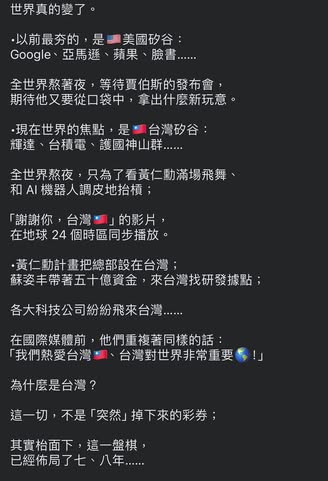 世界真的變了。
•以前最夯的，是🇺🇸美國矽谷：
Google、亞馬遜、蘋果、臉書......
全世界熬著夜，等待賈伯斯的發布會，
期待他又要從口袋中，拿出什麼新玩意。
•現在世界的焦點，是🇹🇼台灣矽谷：
輝達、台積電、護國神山群......
全世界熬夜，只為了看黃仁勳滿場飛舞、
和 AI 機器人調皮地抬槓；
「謝謝你，台灣🇹🇼」的影片，
在地球 24 個時區同步播放。
•黃仁勳計畫把總部設在台灣；
蘇姿丰帶著五十億資金，來台灣找研發據點；
各大科技公司紛紛飛來台灣......
在國際媒體前，他們重複著同樣的話：
「我們熱愛台灣🇹🇼、台灣對世界非常重要🌎！」
為什麼是台灣？
這一切，不是「突然」掉下來的彩券；
其實枱面下，這一盤棋，
已經佈局了七、八年......